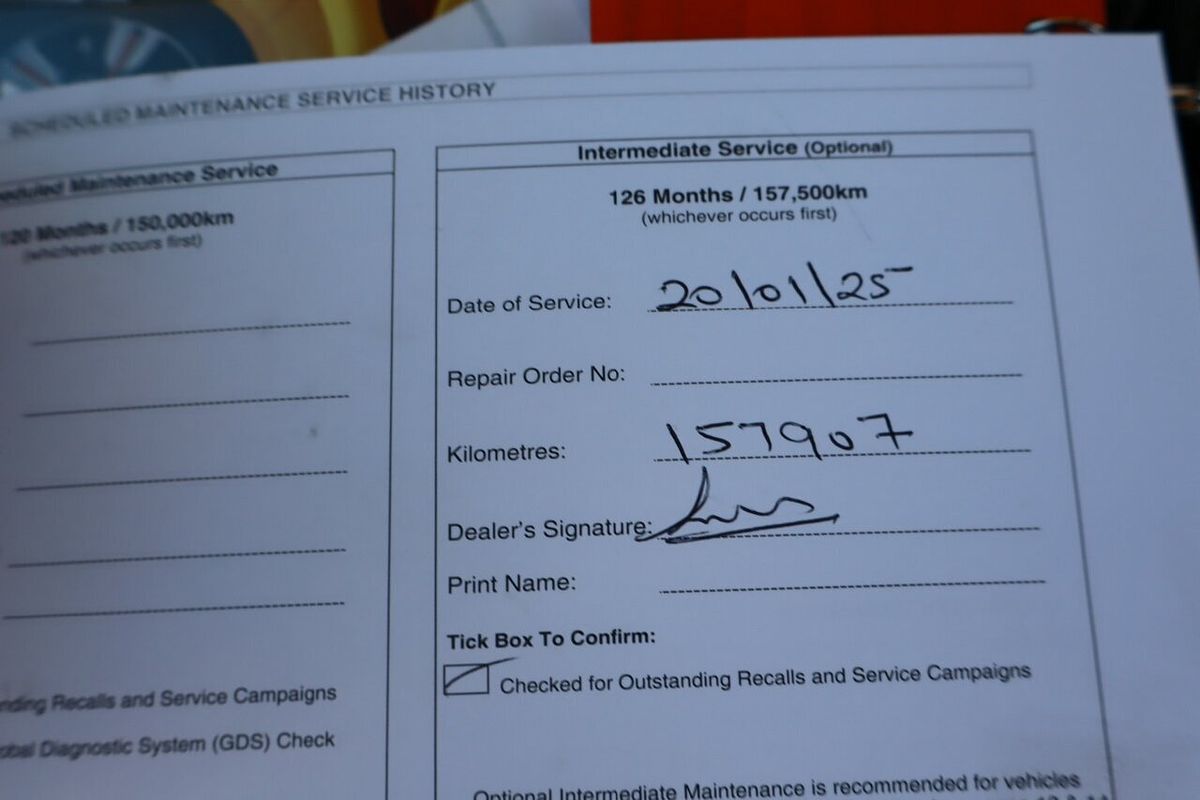 SCHEDULED MAINTENANCE SERVICE HISTORY
Maintenance Service
120 Months / 150,000km
(whichever occurs first)
nding Recalls and Service Campaigns
Diagnostic System (GDS) Check
Intermediate Service (Optional)
126 Months / 157,500km
(whichever occurs first)
Date of Service: 20/01/25
Repair Order No:
Kilometres: 157907
Dealer's Signature:
Print Name:
Tick Box To Confirm:
Checked for Outstanding Recalls and Service Campaigns
Optional Intermediate Maintenance is recommended for vehicles